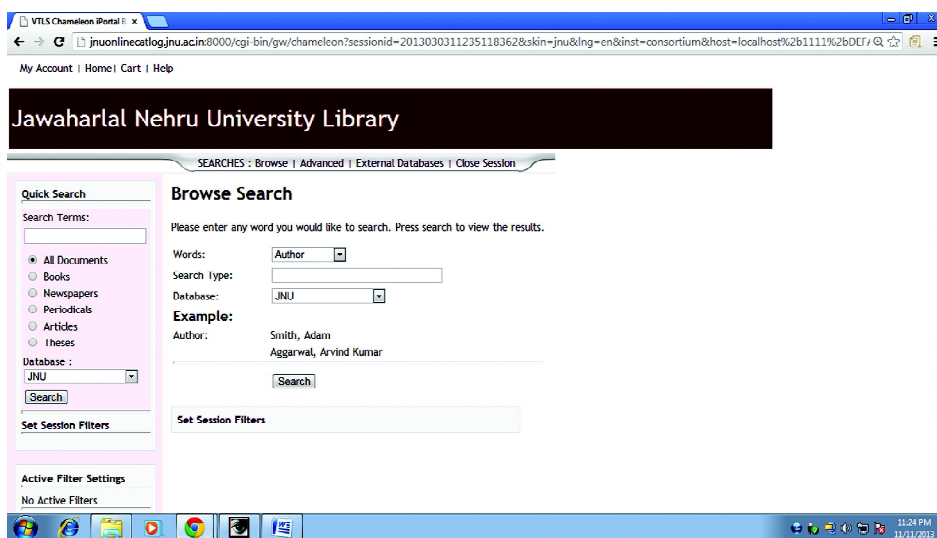 VTLS Chameleon iPortal B x
jnuonlinecatlog.jnu.ac.in:8000/cgi-bin/gw/chameleon?sessionid=2013030311235118362&skin=jnu&lng=en&inst=consortium&host=localhost%2b1111%2bDEF
My Account | Home| Cart | Help
Jawaharlal Nehru University Library
SEARCHES : Browse | Advanced | External Databases | Close Session
Quick Search
Search Terms:
All Documents
Books
Newspapers
Periodicals
Articles
Theses
Database :
JNU
Search
Set Session Filters
Active Filter Settings
No Active Filters
Browse Search
Please enter any word you would like to search. Press search to view the results.
Words: Author
Search Type:
Database: JNU
Example:
Author: Smith, Adam
Aggarwal, Arvind Kumar
Search
Set Session Filters
11:24 PM
11/11/2013